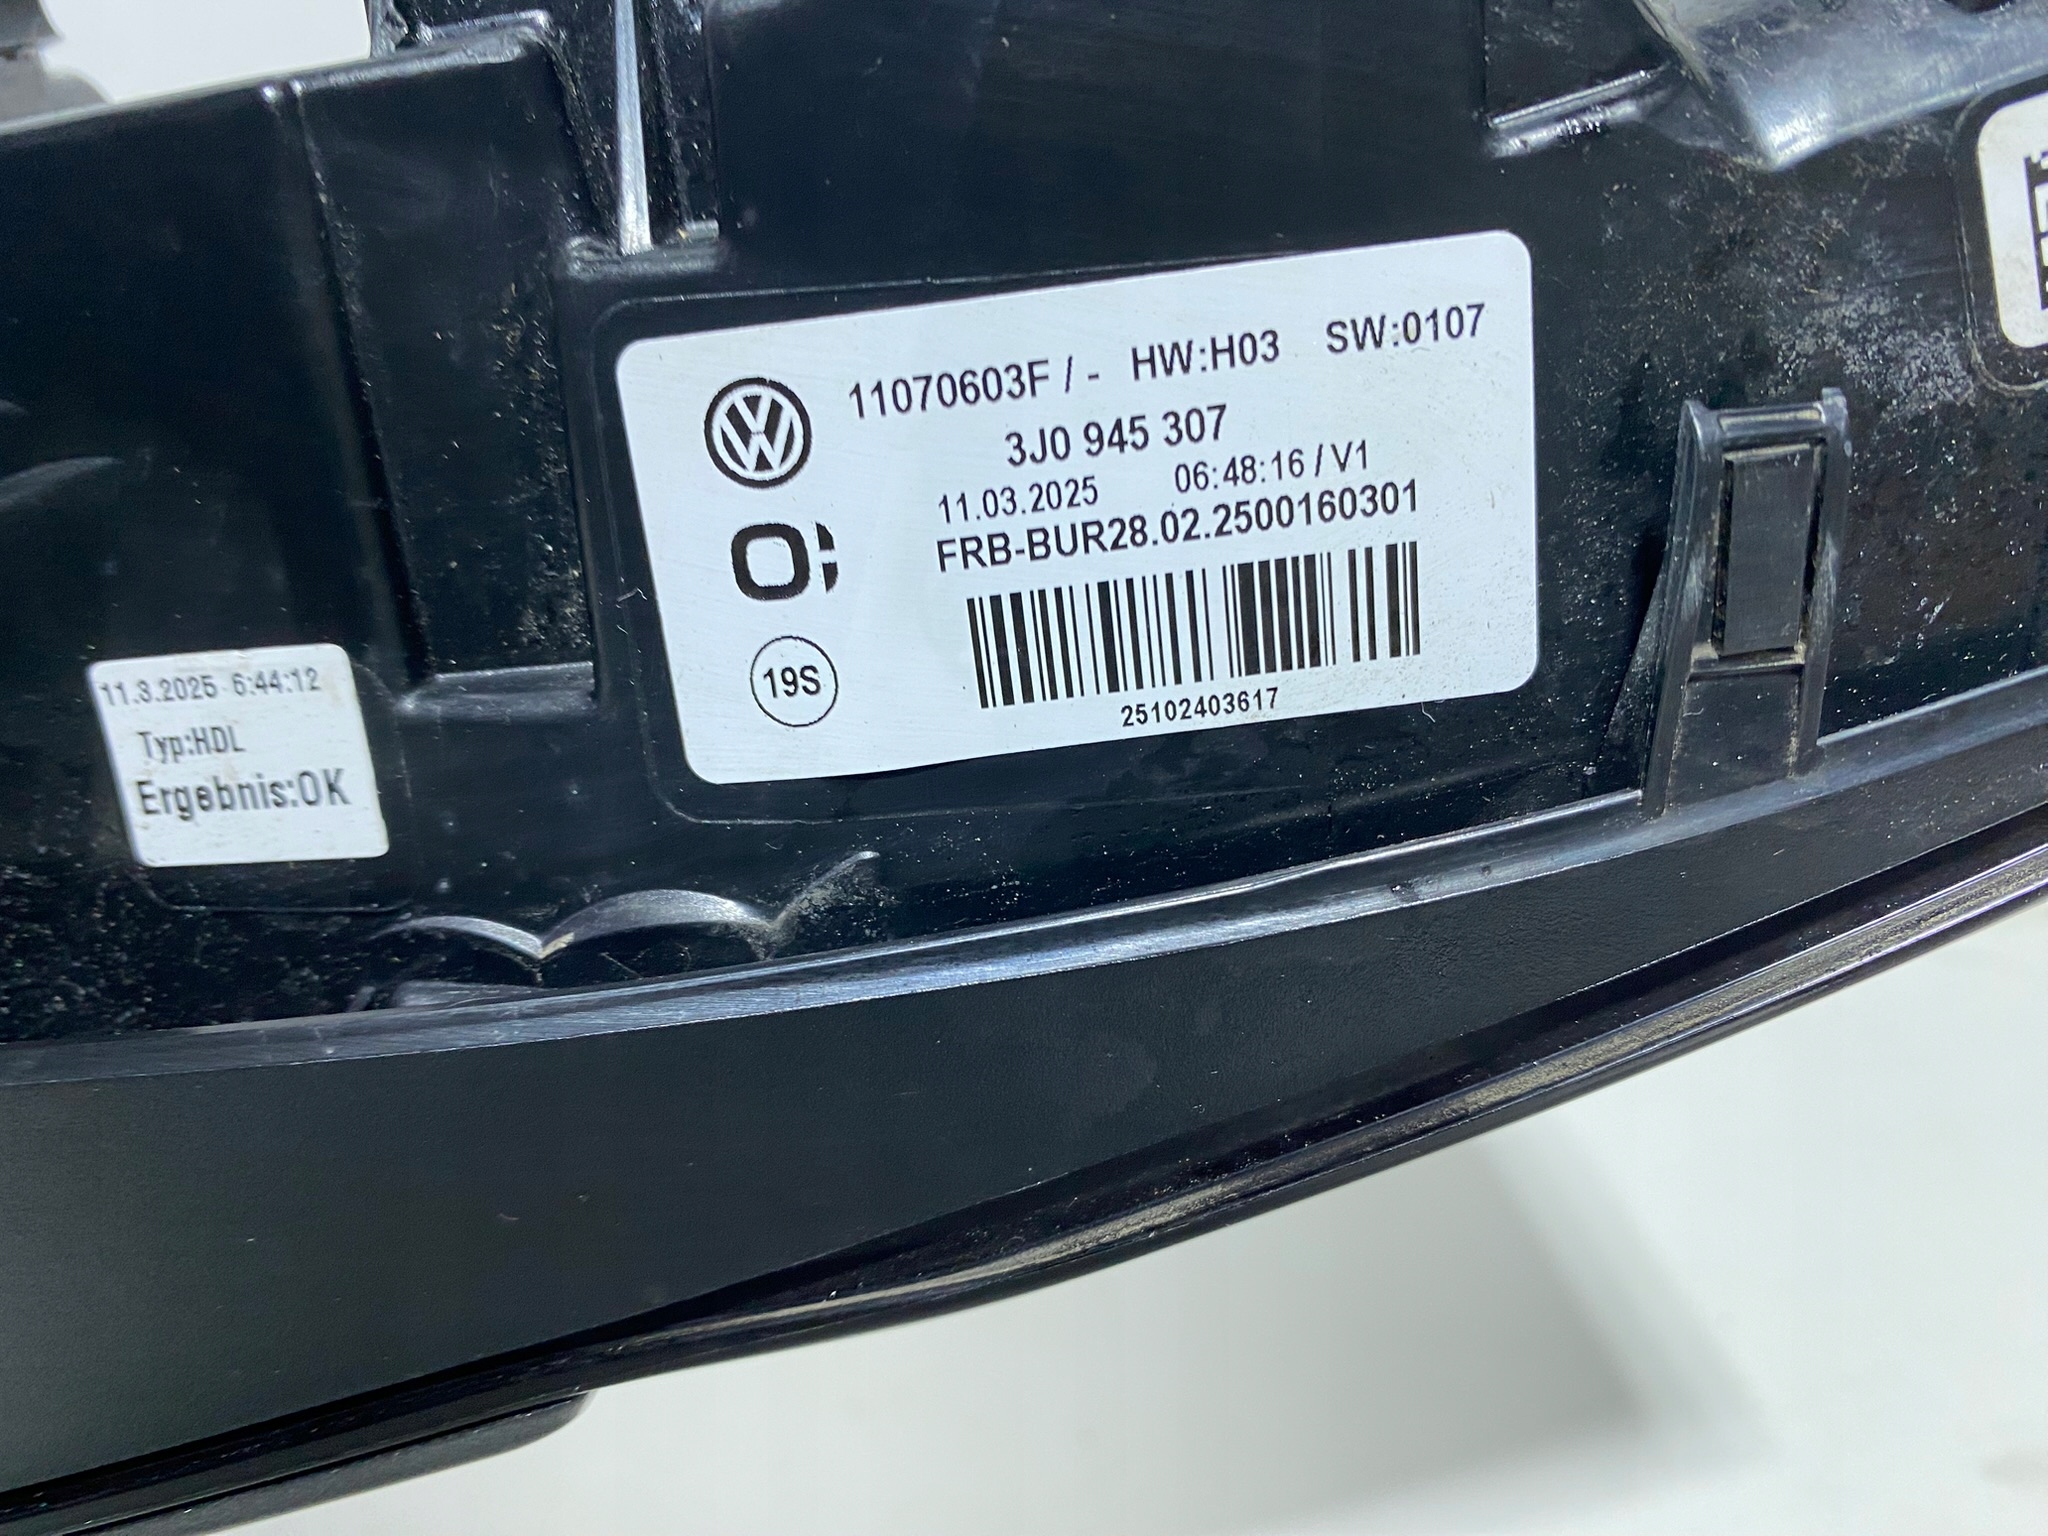 11070603F / - HW:H03 SW:0107
3J0 945 307
11.03.2025 06:48:16 / V1
FRB-BUR28.02.2500160301
19S
25102403617
11.3.2025 6:44:12
Typ:HDL
Ergebnis:OK